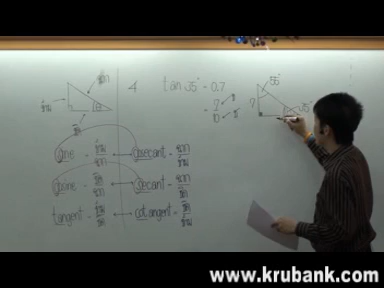 4 tan 35° = 0.7
= 7
10
55°
7
35°
sine = ข้าม
ฉาก
cosecant = ฉาก
ข้าม
cosine = ชิด
ฉาก
secant = ฉาก
ชิด
tangent = ข้าม
ชิด
cotangent = ชิด
ข้าม
www.krubank.com